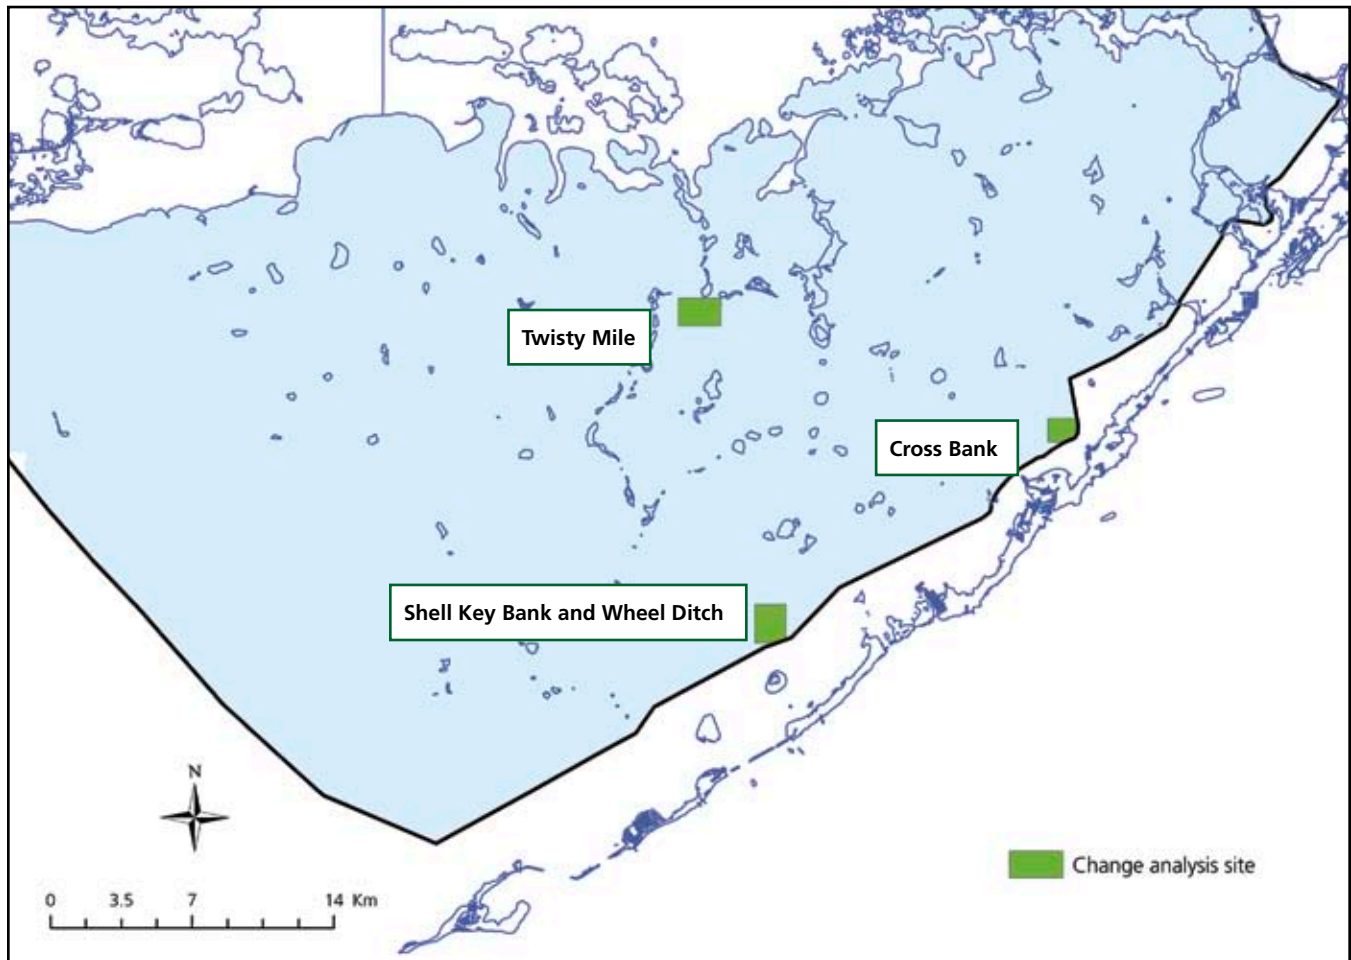 Twisty Mile
Cross Bank
Shell Key Bank and Wheel Ditch
N
0 3.5 7 14 Km
Change analysis site